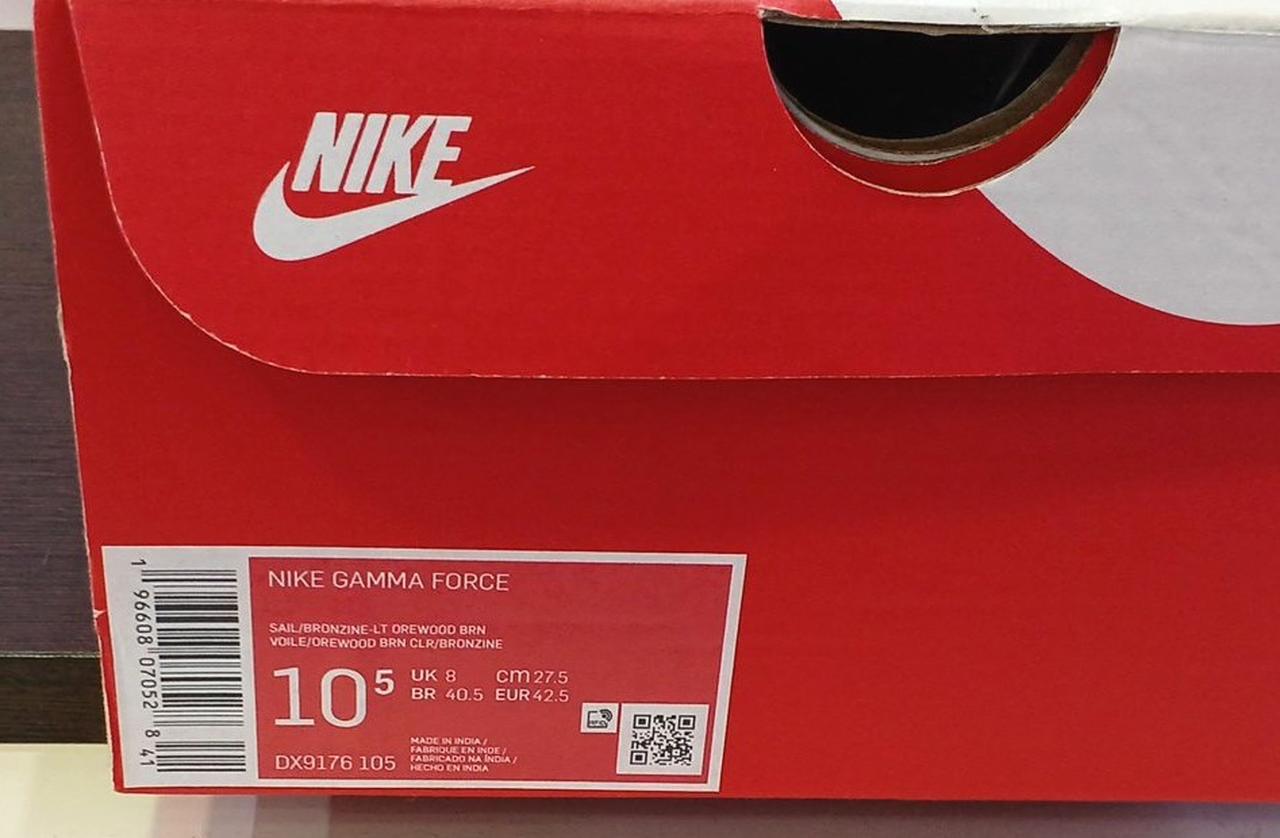 NIKE
NIKE GAMMA FORCE
SAIL/BRONZINE-LT OREWOOD BRN
VOILE/OREWOOD BRN CLR/BRONZINE
10 5
UK 8 CM 27.5
BR 40.5 EUR 42.5
DX9176 105
MADE IN INDIA /
FABRIQUE EN INDE /
FABRICADO NA ÍNDIA /
HECHO EN INDIA
1 96608 07052 8 41